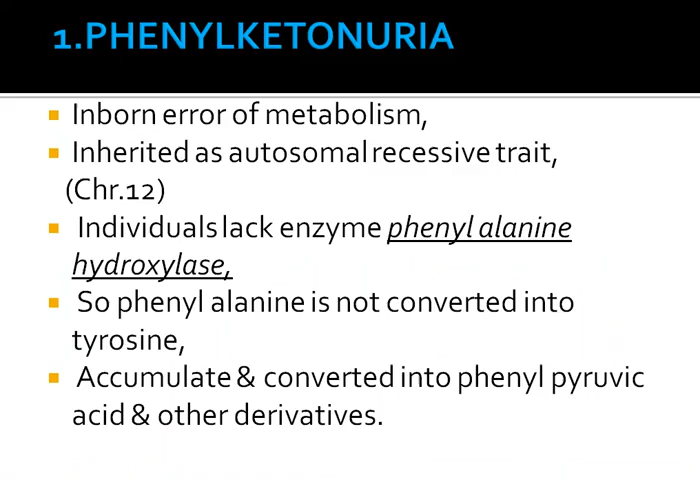 1.PHENYLKETONURIA
Inborn error of metabolism,
Inherited as autosomal recessive trait,
(Chr.12)
Individuals lack enzyme phenyl alanine
hydroxylase,
So phenyl alanine is not converted into
tyrosine,
Accumulate & converted into phenyl pyruvic
acid & other derivatives.